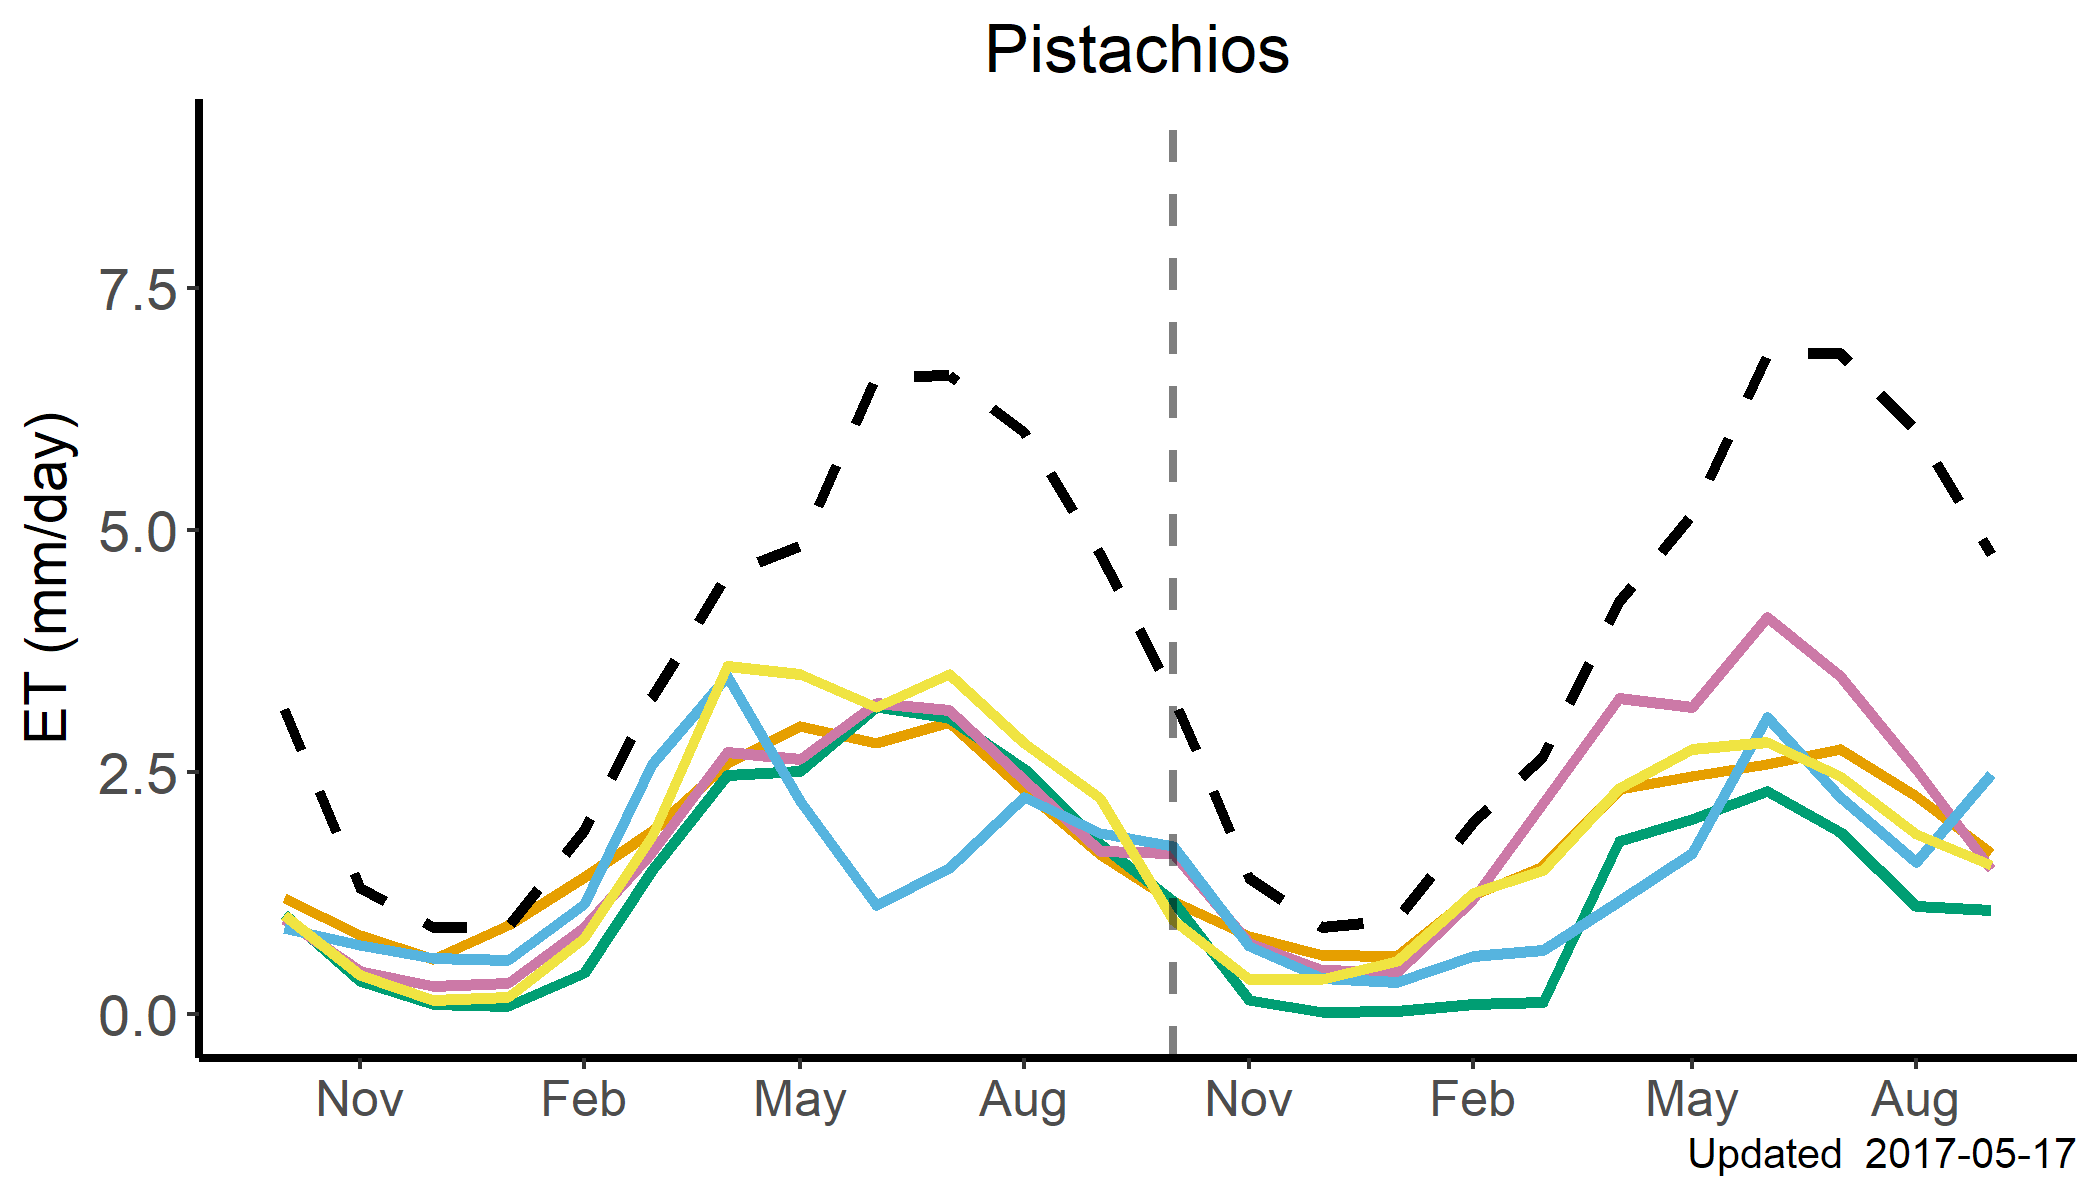 Pistachios
ET (mm/day)
7.5
5.0
2.5
0.0
Nov Feb May Aug Nov Feb May Aug
Updated 2017-05-17